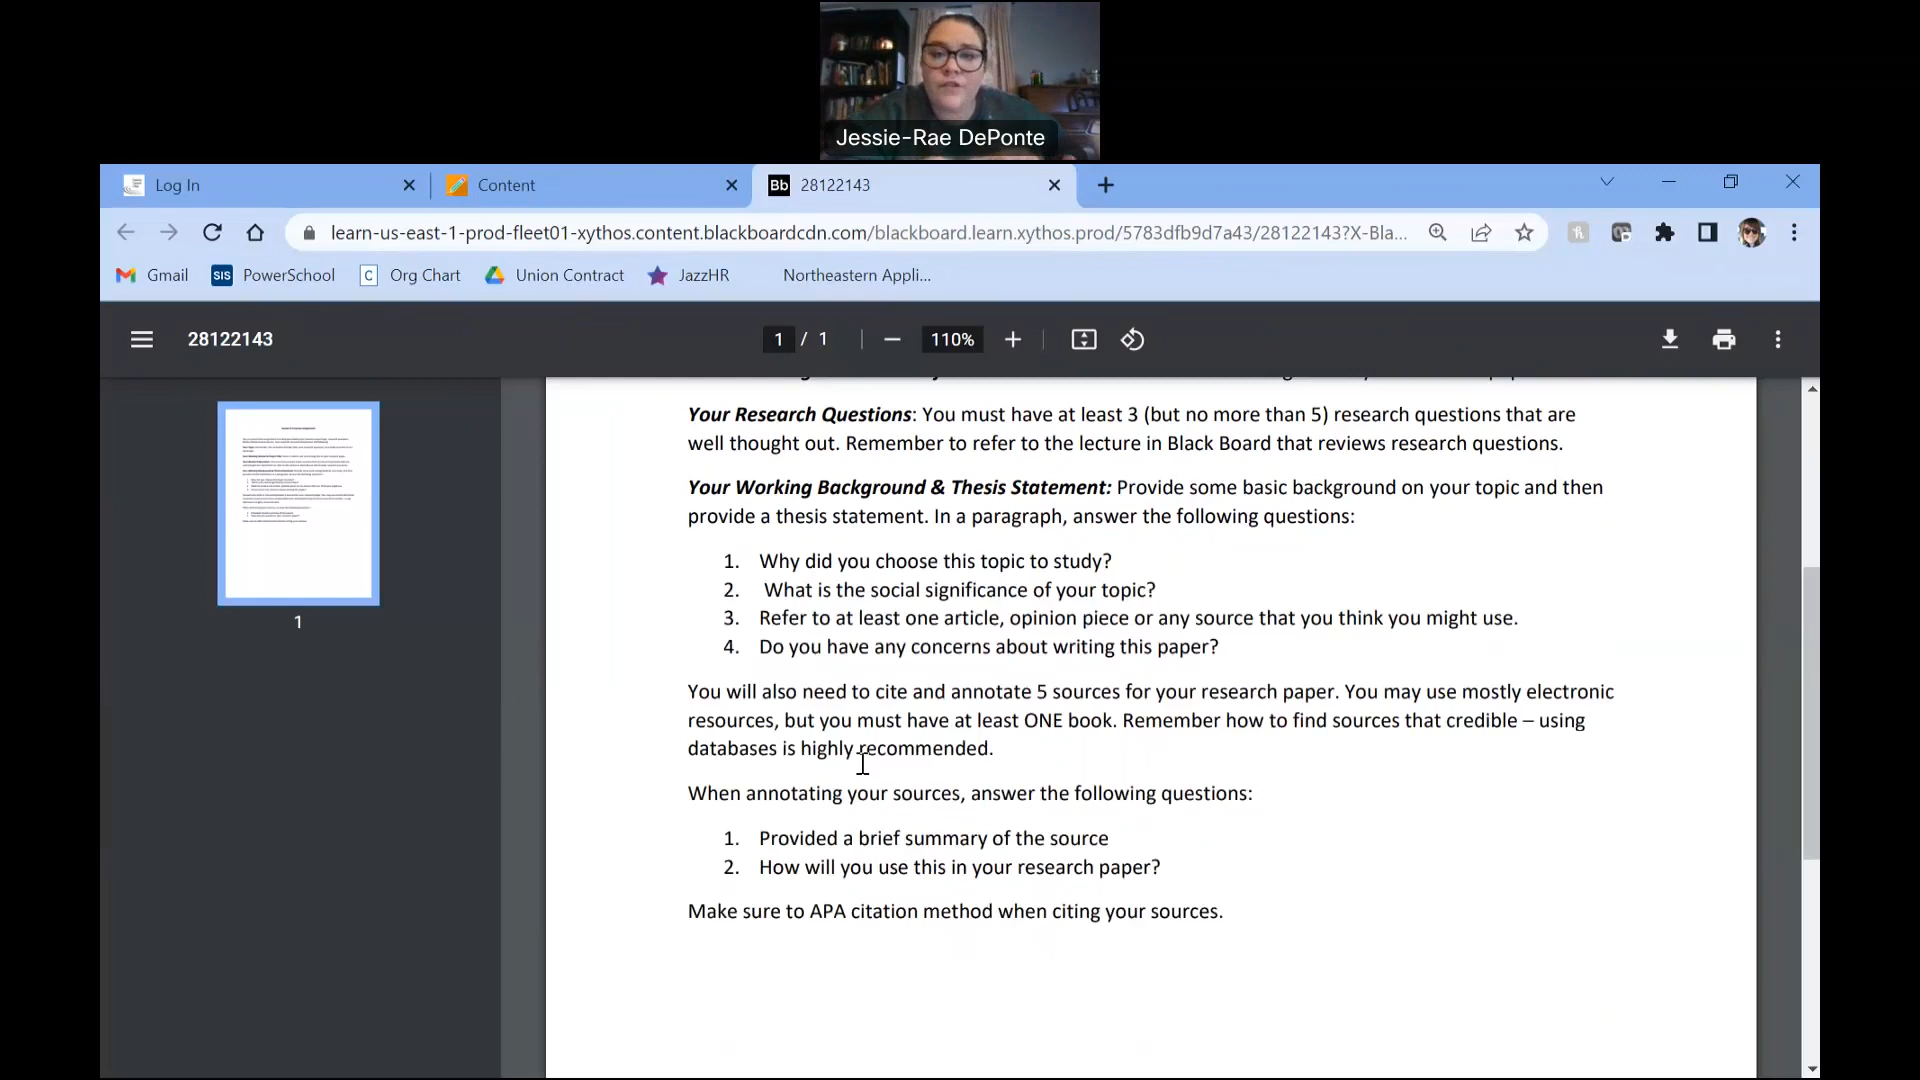 Jessie-Rae DePonte
Log In
Content
Bb 28122143
learn-us-east-1-prod-fleet01-xythos.content.blackboardcdn.com/blackboard.learn.xythos.prod/5783dfb9d7a43/28122143?X-Bla...
Gmail
SIS PowerSchool
C Org Chart
Union Contract
JazzHR
Northeastern Appli...
28122143
1 / 1
110%
Your Research Questions: You must have at least 3 (but no more than 5) research questions that are
well thought out. Remember to refer to the lecture in Black Board that reviews research questions.
Your Working Background & Thesis Statement: Provide some basic background on your topic and then
provide a thesis statement. In a paragraph, answer the following questions:
1. Why did you choose this topic to study?
2. What is the social significance of your topic?
3. Refer to at least one article, opinion piece or any source that you think you might use.
4. Do you have any concerns about writing this paper?
You will also need to cite and annotate 5 sources for your research paper. You may use mostly electronic
resources, but you must have at least ONE book. Remember how to find sources that credible – using
databases is highly recommended.
When annotating your sources, answer the following questions:
1. Provided a brief summary of the source
2. How will you use this in your research paper?
Make sure to APA citation method when citing your sources.
1